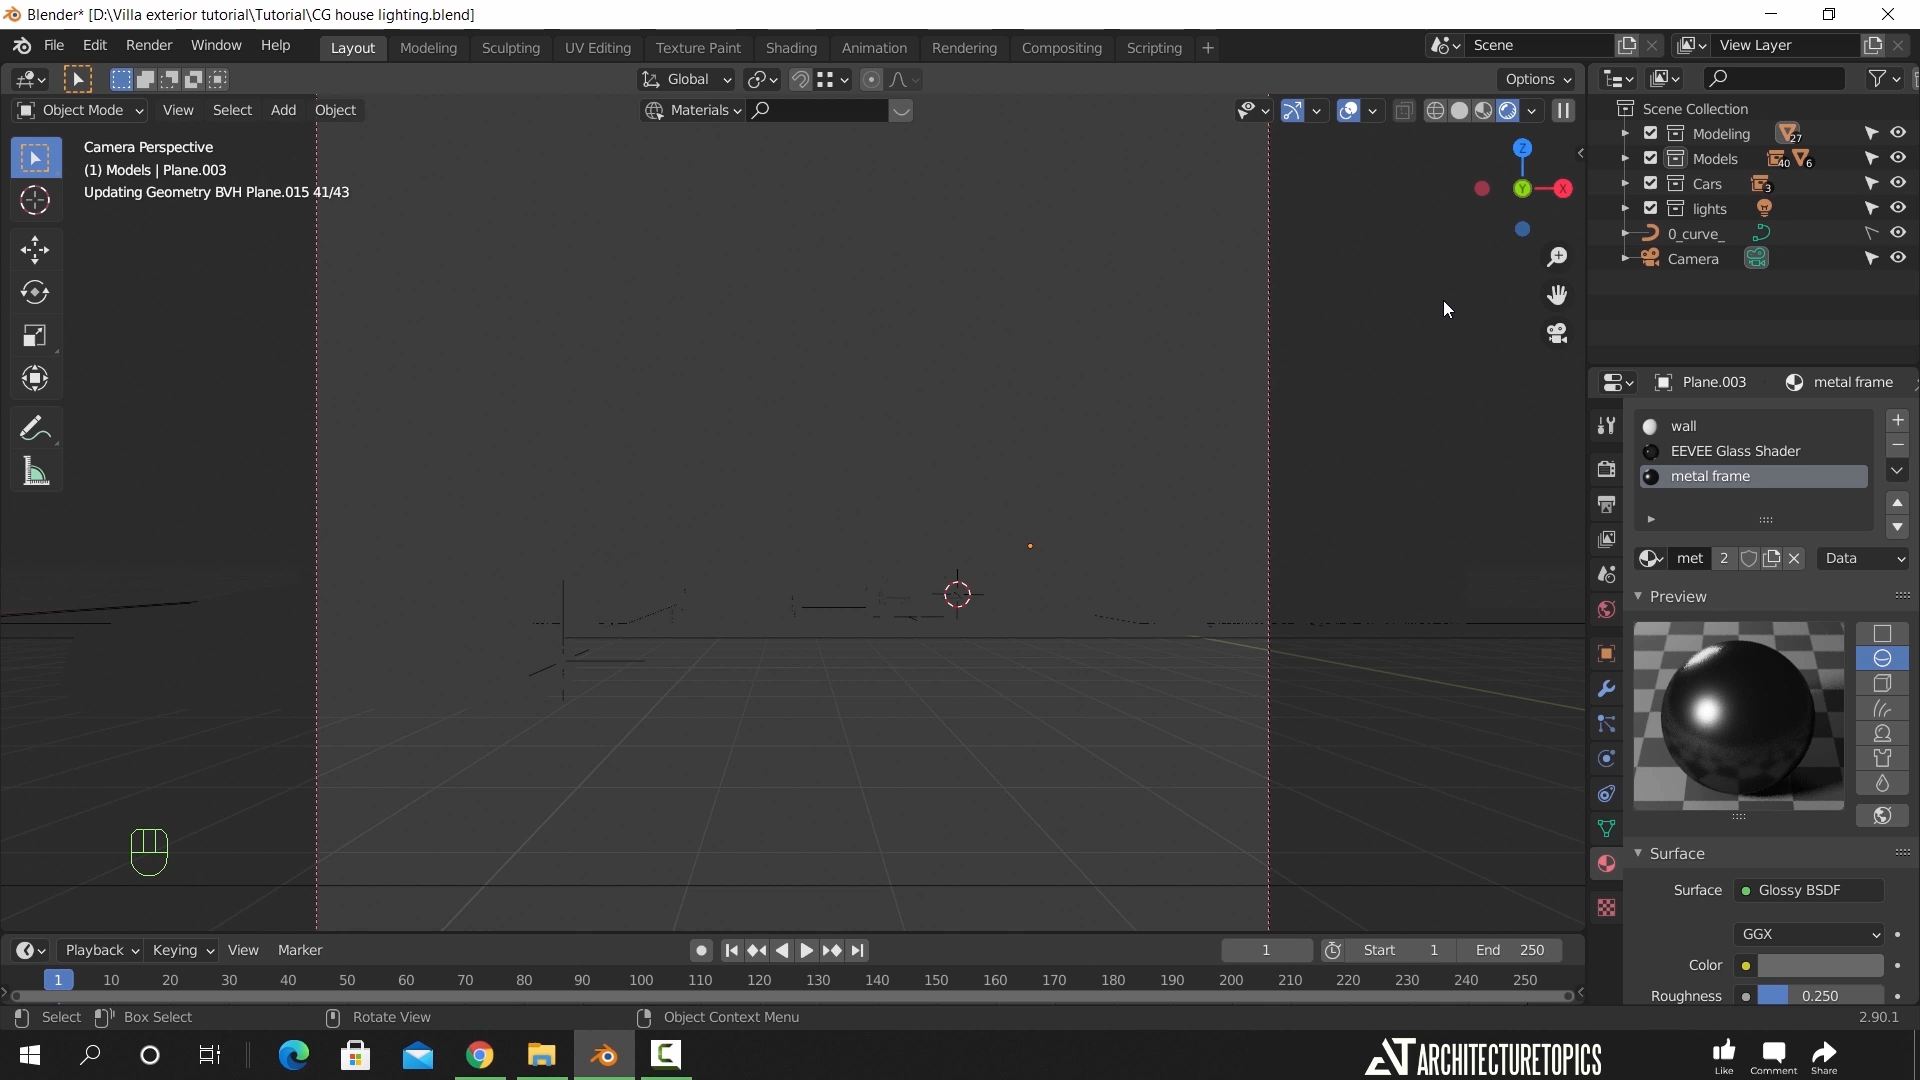 Blender* [D:\Villa exterior tutorial\Tutorial\CG house lighting.blend]
File Edit Render Window Help Layout Modeling Sculpting UV Editing Texture Paint Shading Animation Rendering Compositing Scripting + Scene View Layer
Global Options
Object Mode View Select Add Object Materials
Camera Perspective
(1) Models | Plane.003
Updating Geometry BVH Plane.015 41/43
Z
Y
X
Scene Collection
Modeling 27
Models 40 6
Cars 3
lights
0_curve_
Camera
Plane.003 metal frame
wall
EEVEE Glass Shader
metal frame
met 2 Data
Preview
Surface
Surface Glossy BSDF
GGX
Color
Roughness 0.250
Playback Keying View Marker 1 Start 1 End 250
1 10 20 30 40 50 60 70 80 90 100 110 120 130 140 150 160 170 180 190 200 210 220 230 240 250
Select Box Select Rotate View Object Context Menu 2.90.1
ARCHITECTURETOPICS
Like Comment Share